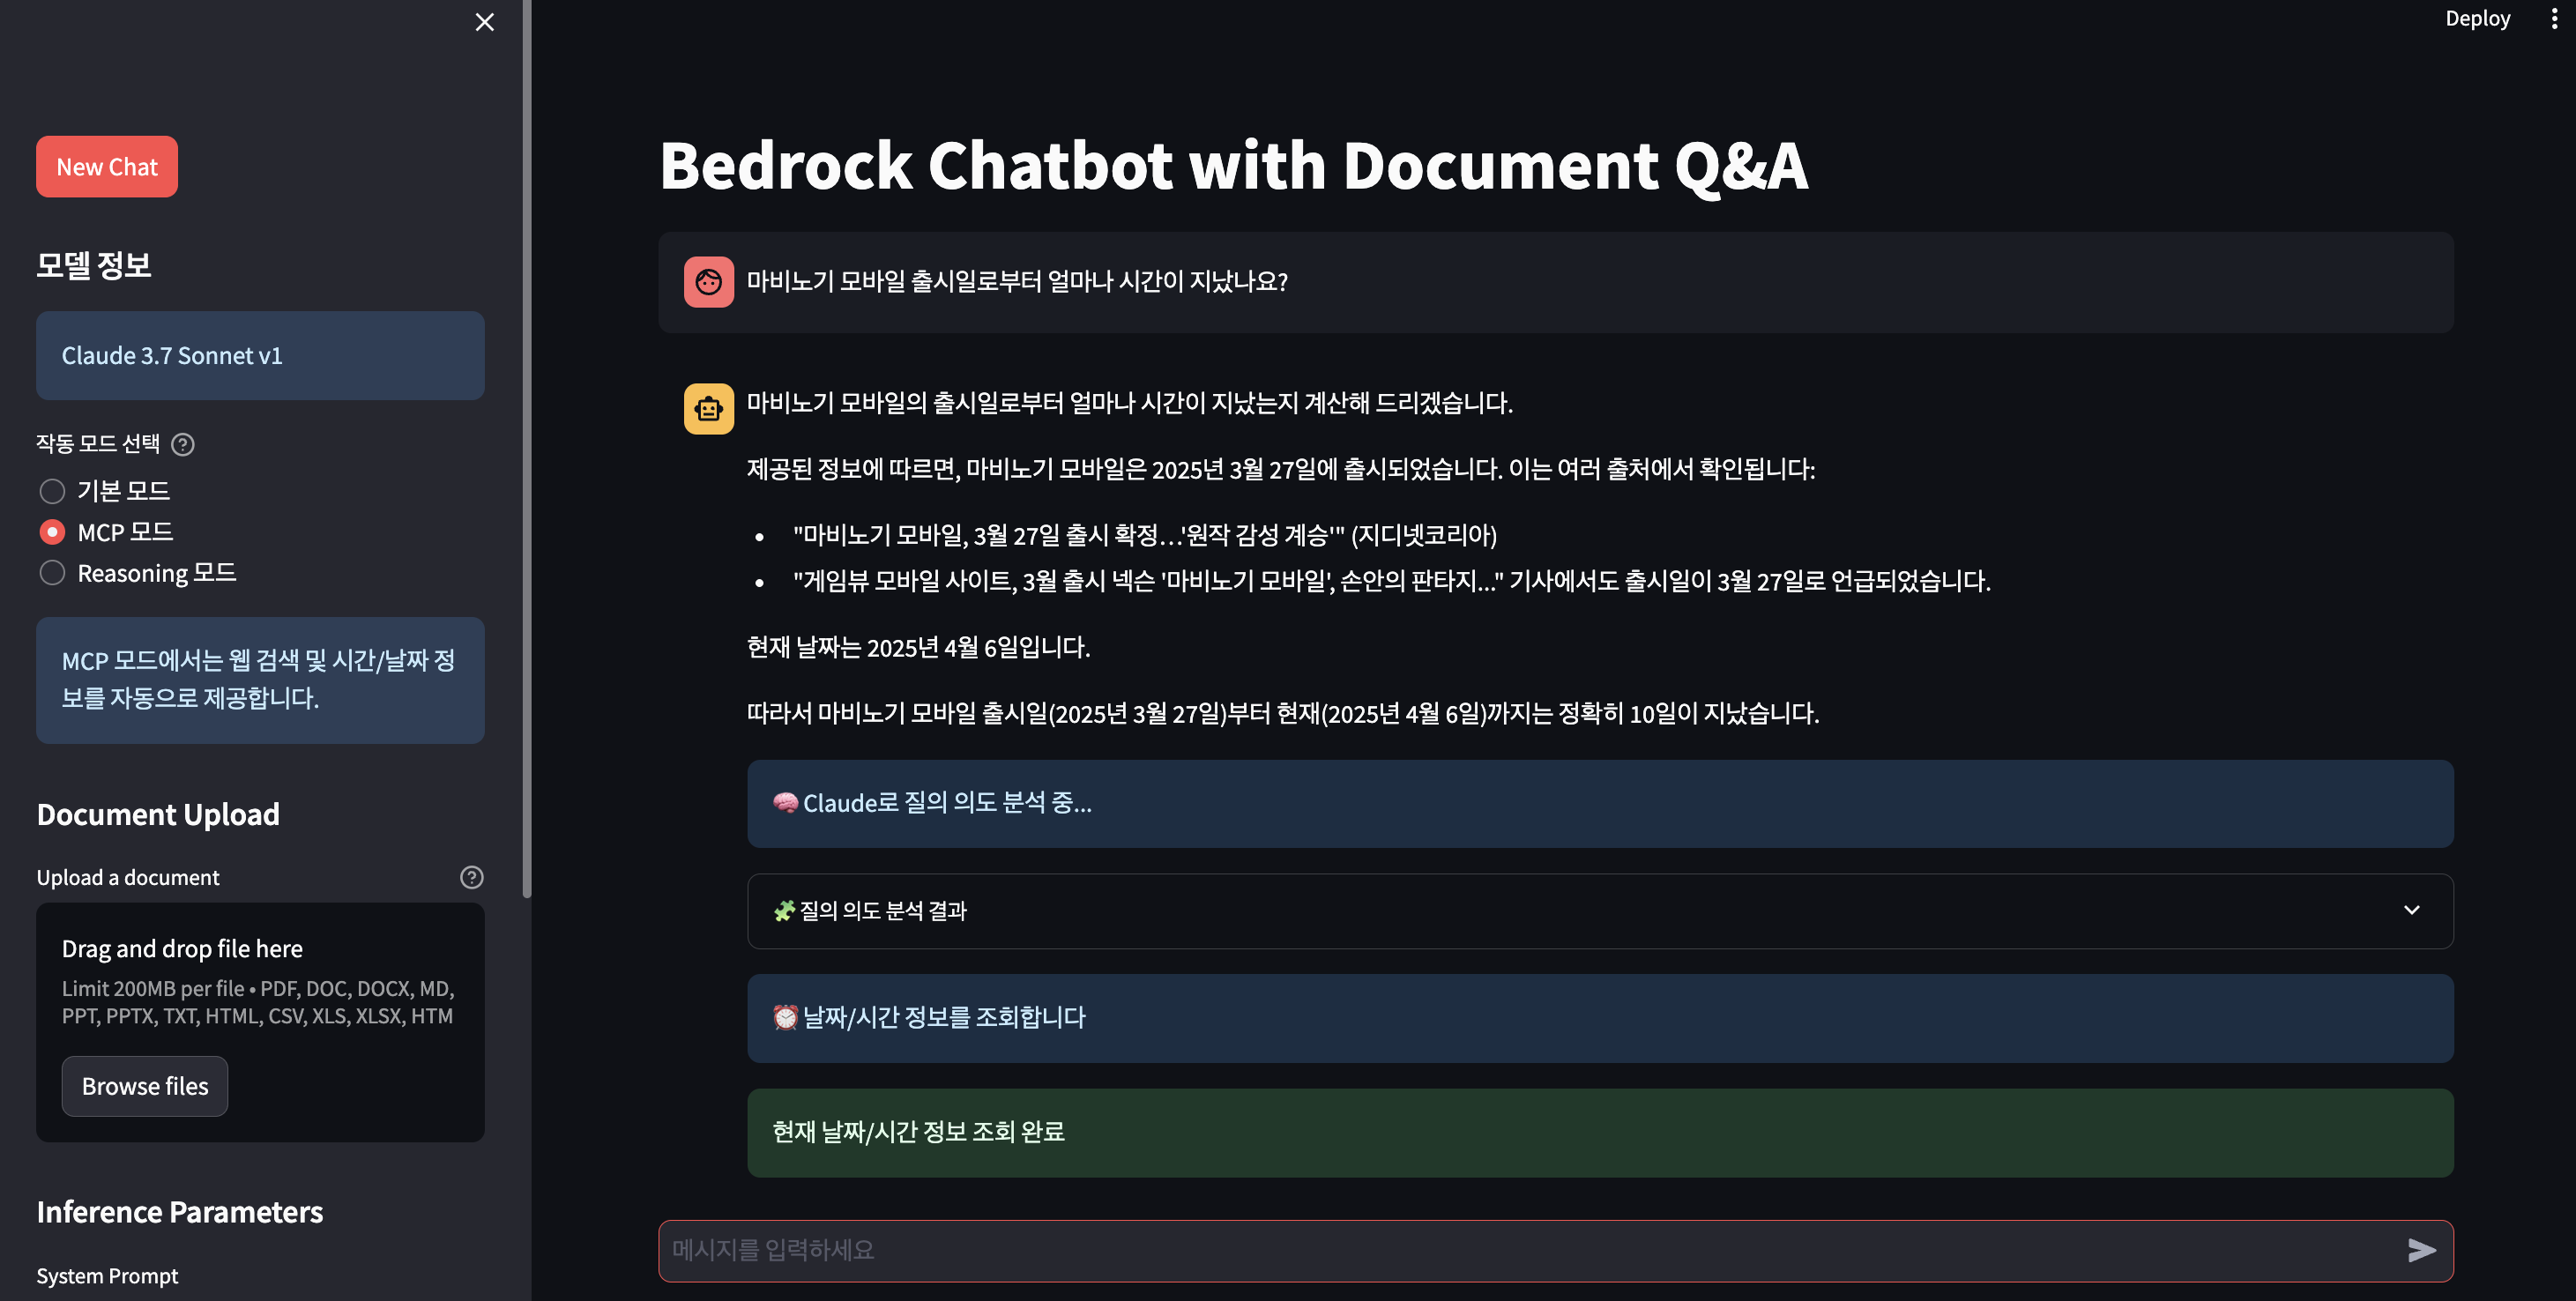 New Chat
모델 정보
Claude 3.7 Sonnet v1
작동 모드 선택
기본 모드
MCP 모드
Reasoning 모드
MCP 모드에서는 웹 검색 및 시간/날짜 정
보를 자동으로 제공합니다.
Document Upload
Upload a document
Drag and drop file here
Limit 200MB per file • PDF, DOC, DOCX, MD,
PPT, PPTX, TXT, HTML, CSV, XLS, XLSX, HTM
Browse files
Inference Parameters
System Prompt
Deploy
Bedrock Chatbot with Document Q&A
마비노기 모바일 출시일로부터 얼마나 시간이 지났나요?
마비노기 모바일의 출시일로부터 얼마나 시간이 지났는지 계산해 드리겠습니다.
제공된 정보에 따르면, 마비노기 모바일은 2025년 3월 27일에 출시되었습니다. 이는 여러 출처에서 확인됩니다:
• "마비노기 모바일, 3월 27일 출시 확정…'원작 감성 계승'" (지디넷코리아)
• "게임뷰 모바일 사이트, 3월 출시 넥슨 '마비노기 모바일', 손안의 판타지..." 기사에서도 출시일이 3월 27일로 언급되었습니다.
현재 날짜는 2025년 4월 6일입니다.
따라서 마비노기 모바일 출시일(2025년 3월 27일)부터 현재(2025년 4월 6일)까지는 정확히 10일이 지났습니다.
🧠 Claude로 질의 의도 분석 중...
🧩 질의 의도 분석 결과
⏰ 날짜/시간 정보를 조회합니다
현재 날짜/시간 정보 조회 완료
메시지를 입력하세요